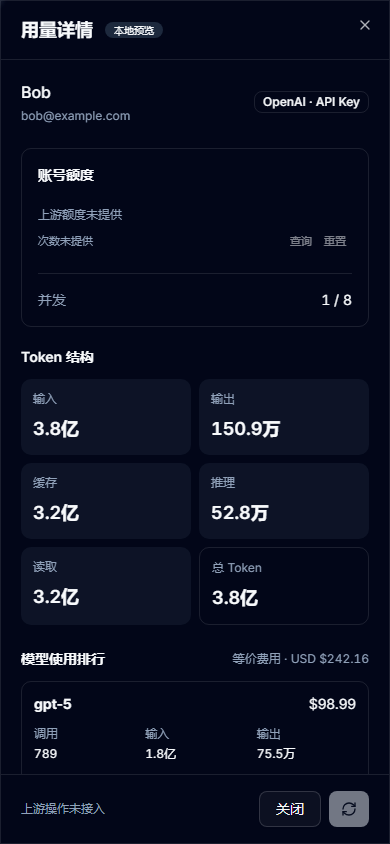 用量详情 本地预览
Bob
bob@example.com
OpenAI · API Key
账号额度
上游额度未提供
次数未提供 查询 重置
并发 1 / 8
Token 结构
输入 输出
3.8亿 150.9万
缓存 推理
3.2亿 52.8万
读取 总 Token
3.2亿 3.8亿
模型使用排行 等价费用 · USD $242.16
gpt-5 $98.99
调用 输入 输出
789 1.8亿 75.5万
上游操作未接入 关闭